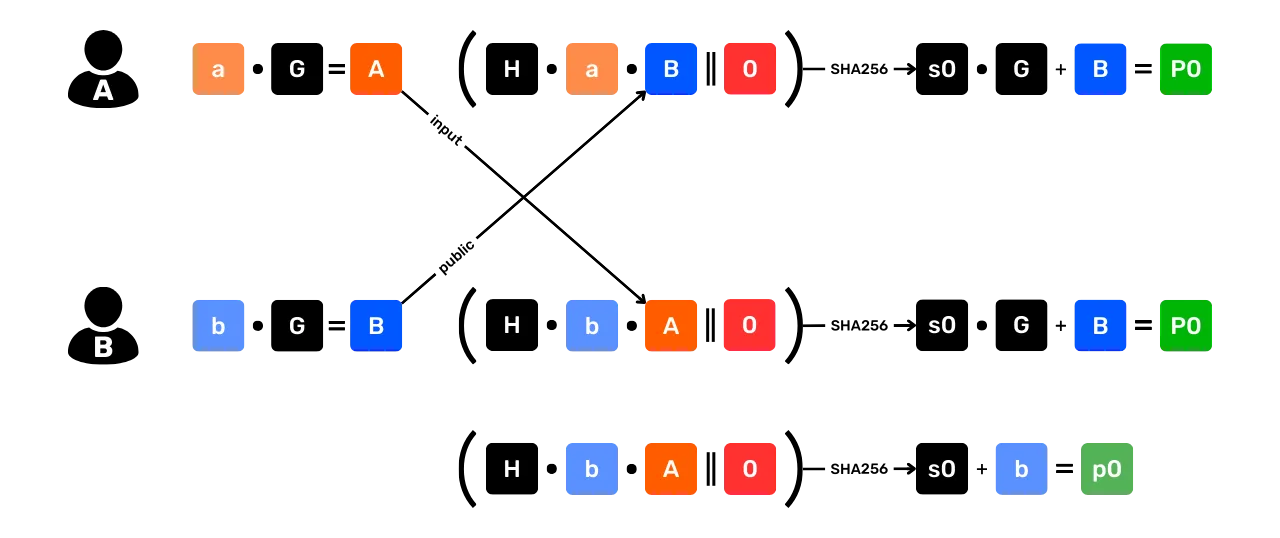 A a • G = A ( H • a • B || 0 ) SHA256 s0 • G + B = P0
input
public
B b • G = B ( H • b • A || 0 ) SHA256 s0 • G + B = P0
( H • b • A || 0 ) SHA256 s0 + b = p0